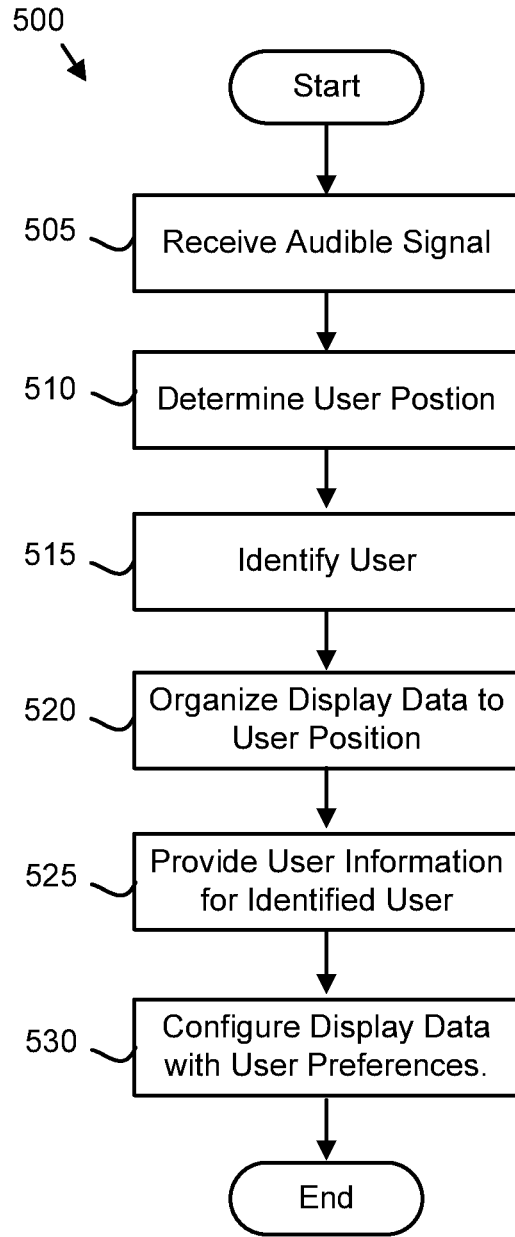 500
Start
505
Receive Audible Signal
510
Determine User Postion
515
Identify User
520
Organize Display Data to
User Position
525
Provide User Information
for Identified User
530
Configure Display Data
with User Preferences.
End